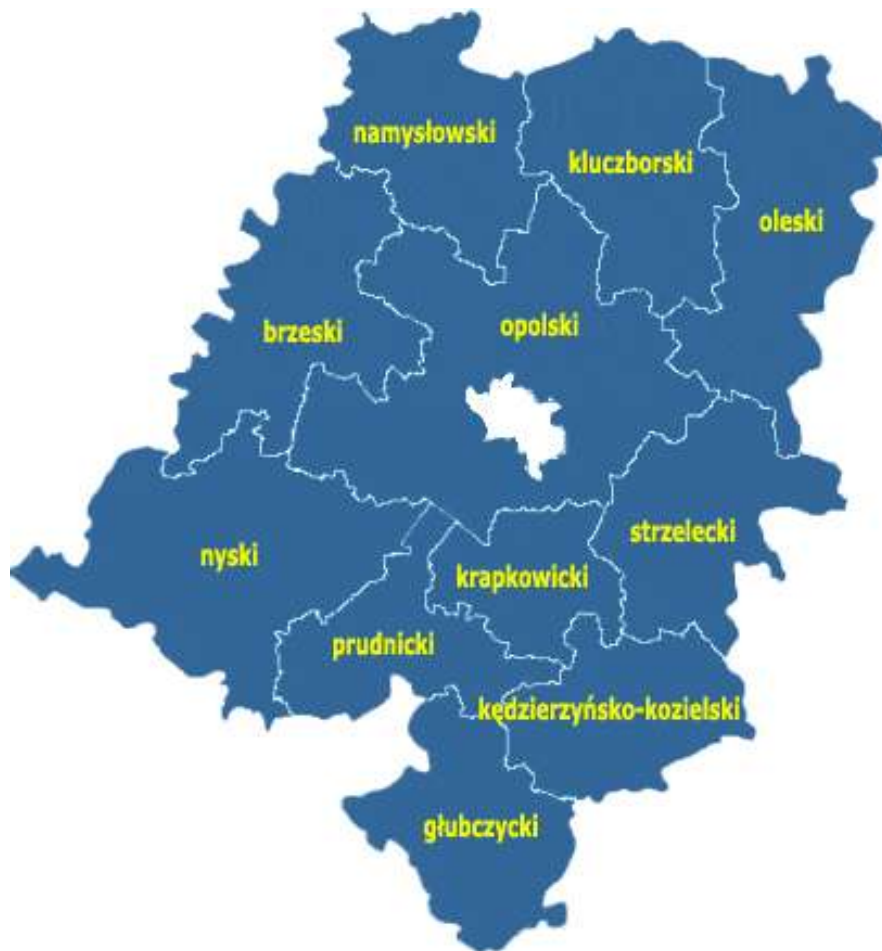 namysłowski
kluczborski
oleski
brzeski
opolski
strzelecki
nyski
krapkowicki
prudnicki
kędzierzyńsko-kozielski
głubczycki